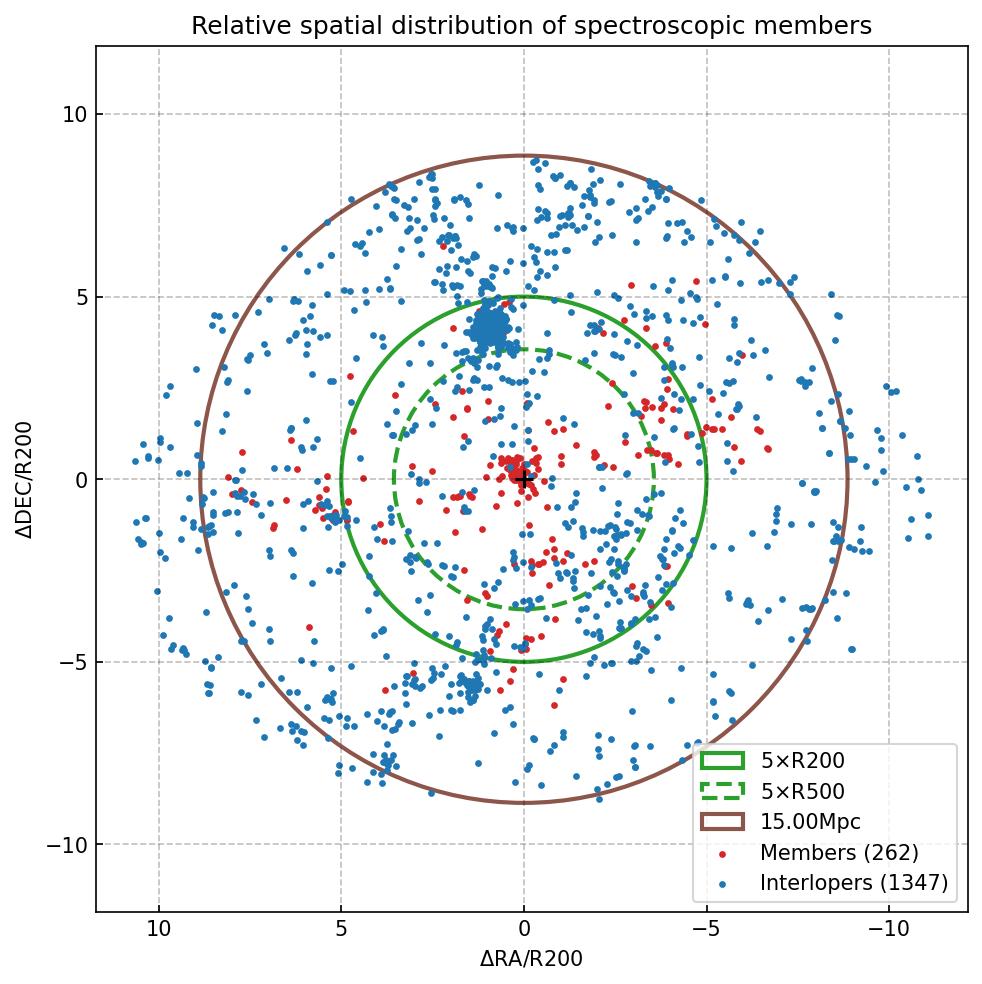 Relative spatial distribution of spectroscopic members
10
5
0
−5
−10
ΔDEC/R200
10
5
0
−5
−10
ΔRA/R200
5×R200
5×R500
15.00Mpc
Members (262)
Interlopers (1347)